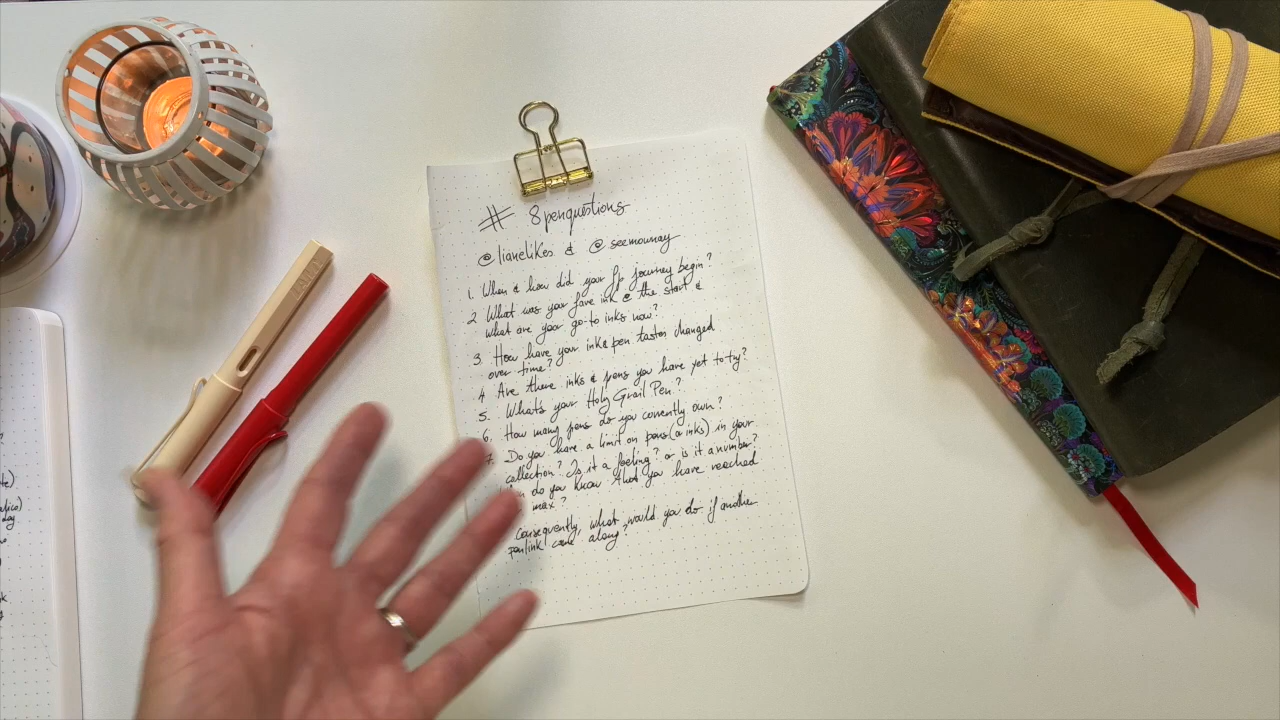 # 8penquestions
@lianelikes & @seemownay
1. When & how did your fp journey begin?
2 What was your fave ink @ the start &
what are your go-to inks now?
3 How have your ink & pen tastes changed
over time?
4 Are there inks & pens you have yet to try?
5. What's your Holy Grail Pen?
6. How many pens do you currently own?
7. Do you have a limit on pens (or inks) in your
collection? Is it a feeling? or is it a number?
do you know that you have reached
max?
Consequently, what would you do if another
pen/ink came along?
LAMY
te)
day